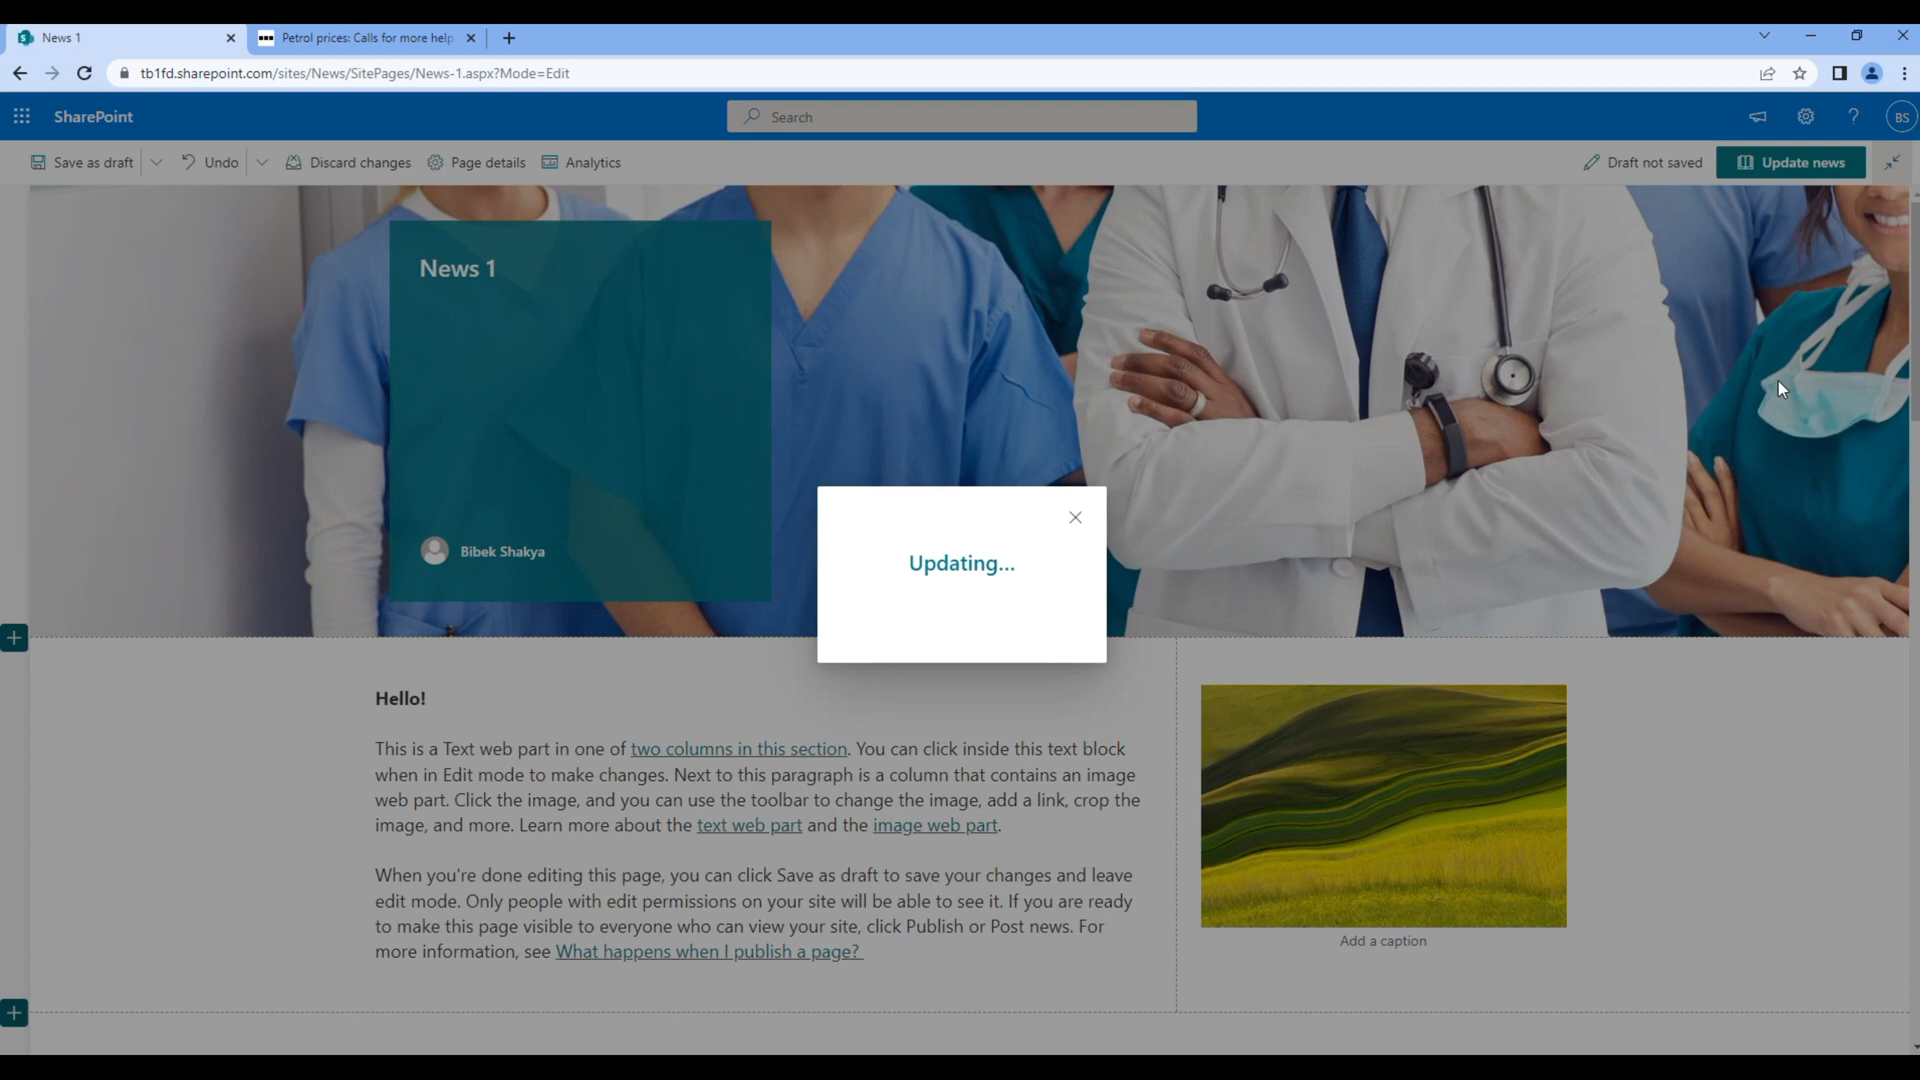 News 1
Petrol prices: Calls for more help
tb1fd.sharepoint.com/sites/News/SitePages/News-1.aspx?Mode=Edit
SharePoint
Search
BS
Save as draft
Undo
Discard changes
Page details
Analytics
Draft not saved
Update news
News 1
Bibek Shakya
Updating...
Hello!
This is a Text web part in one of two columns in this section. You can click inside this text block
when in Edit mode to make changes. Next to this paragraph is a column that contains an image
web part. Click the image, and you can use the toolbar to change the image, add a link, crop the
image, and more. Learn more about the text web part and the image web part.
When you're done editing this page, you can click Save as draft to save your changes and leave
edit mode. Only people with edit permissions on your site will be able to see it. If you are ready
to make this page visible to everyone who can view your site, click Publish or Post news. For
more information, see What happens when I publish a page?
Add a caption